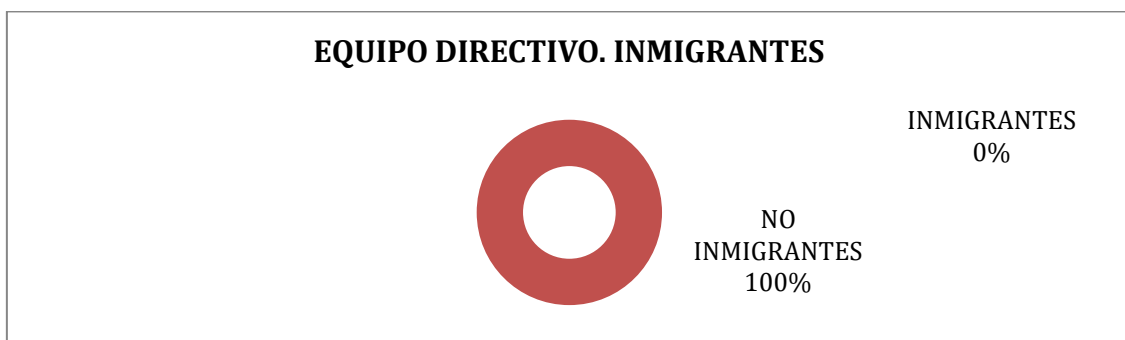 EQUIPO DIRECTIVO. INMIGRANTES
INMIGRANTES
0%
NO
INMIGRANTES
100%